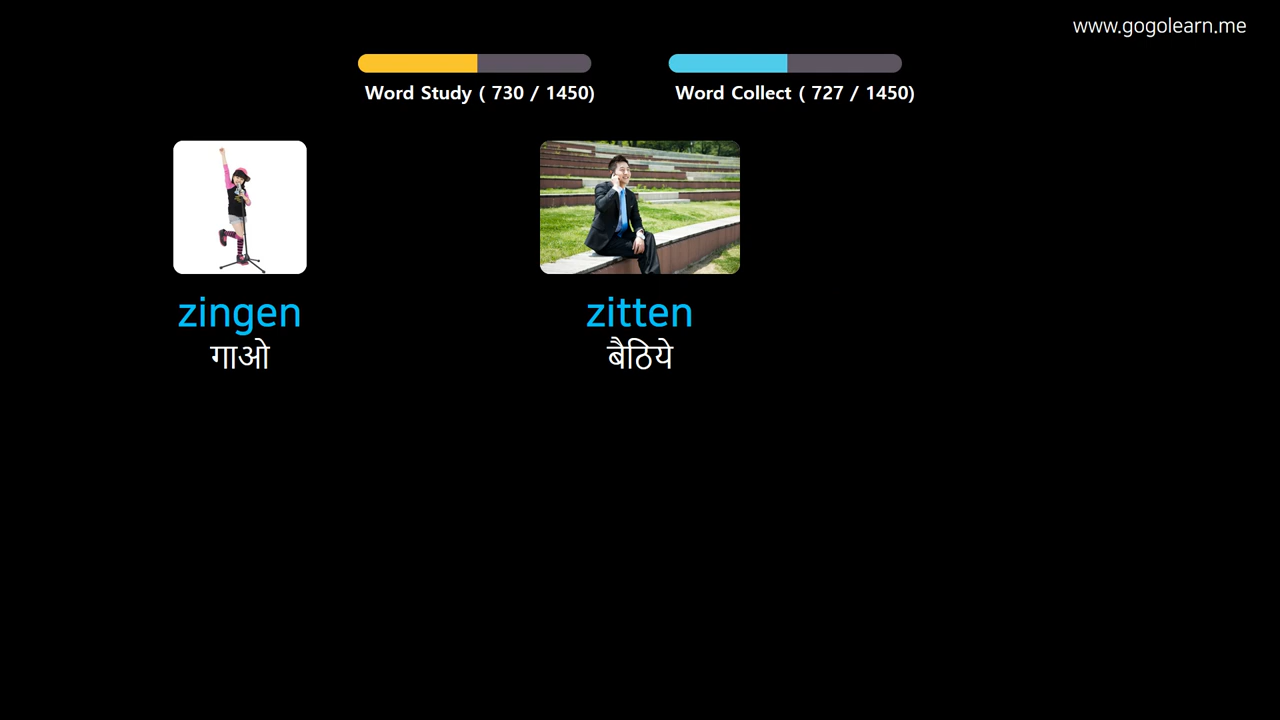 www.gogolearn.me
Word Study ( 730 / 1450)
Word Collect ( 727 / 1450)
zingen
गाओ
zitten
बैठिये